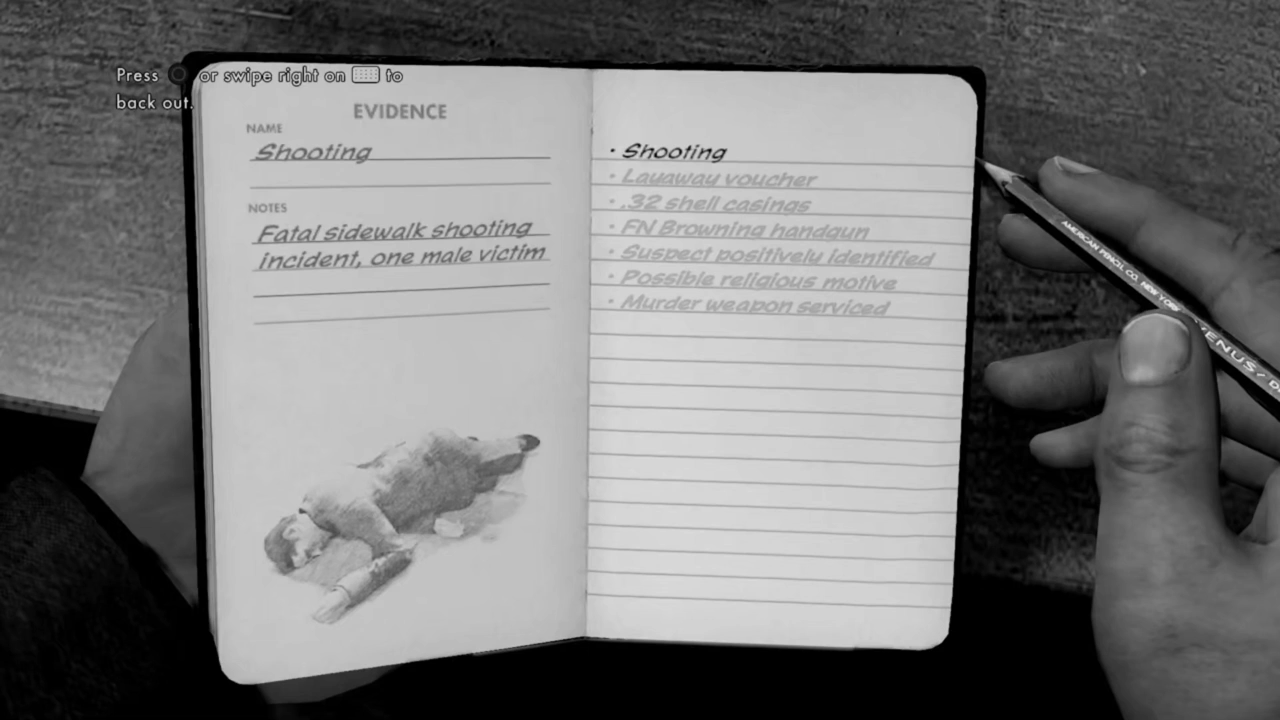 Press or swipe right on to
back out.
EVIDENCE
NAME
Shooting
NOTES
Fatal sidewalk shooting
incident, one male victim
• Shooting
• Layaway voucher
• .32 shell casings
• FN Browning handgun
• Suspect positively identified
• Possible religious motive
• Murder weapon serviced
AMERICAN PENCIL CO. NEW YORK
VENUS